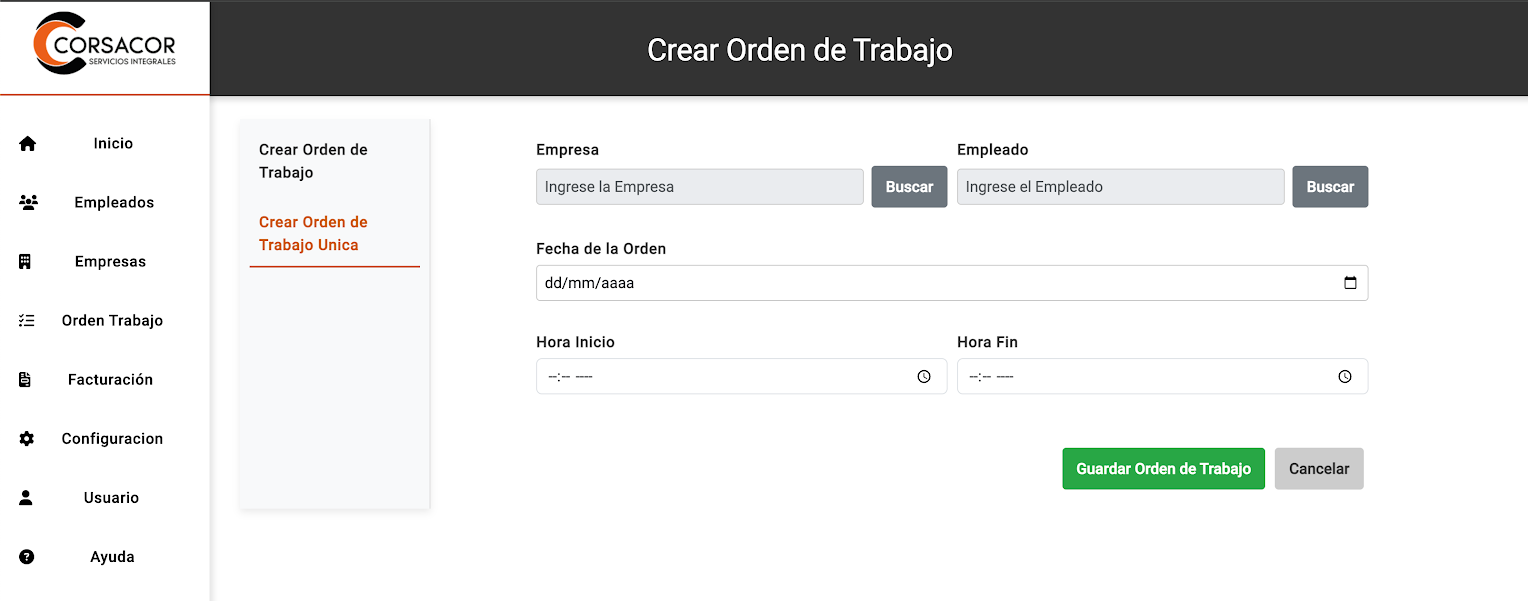 CORSACOR
SERVICIOS INTEGRALES
Crear Orden de Trabajo
Inicio
Empleados
Empresas
Orden Trabajo
Facturación
Configuracion
Usuario
Ayuda
Crear Orden de
Trabajo
Crear Orden de
Trabajo Unica
Empresa
Ingrese la Empresa
Buscar
Empleado
Ingrese el Empleado
Buscar
Fecha de la Orden
dd/mm/aaaa
Hora Inicio
--:-- ----
Hora Fin
--:-- ----
Guardar Orden de Trabajo
Cancelar